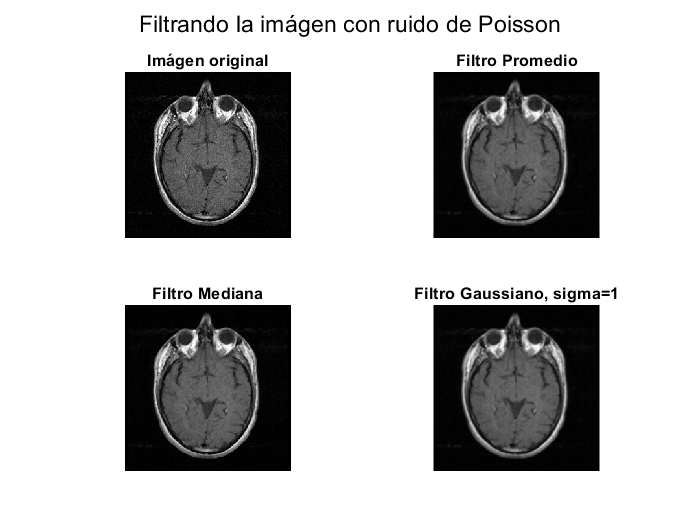 Filtrando la imágen con ruido de Poisson
Imágen original
Filtro Promedio
Filtro Mediana
Filtro Gaussiano, sigma=1